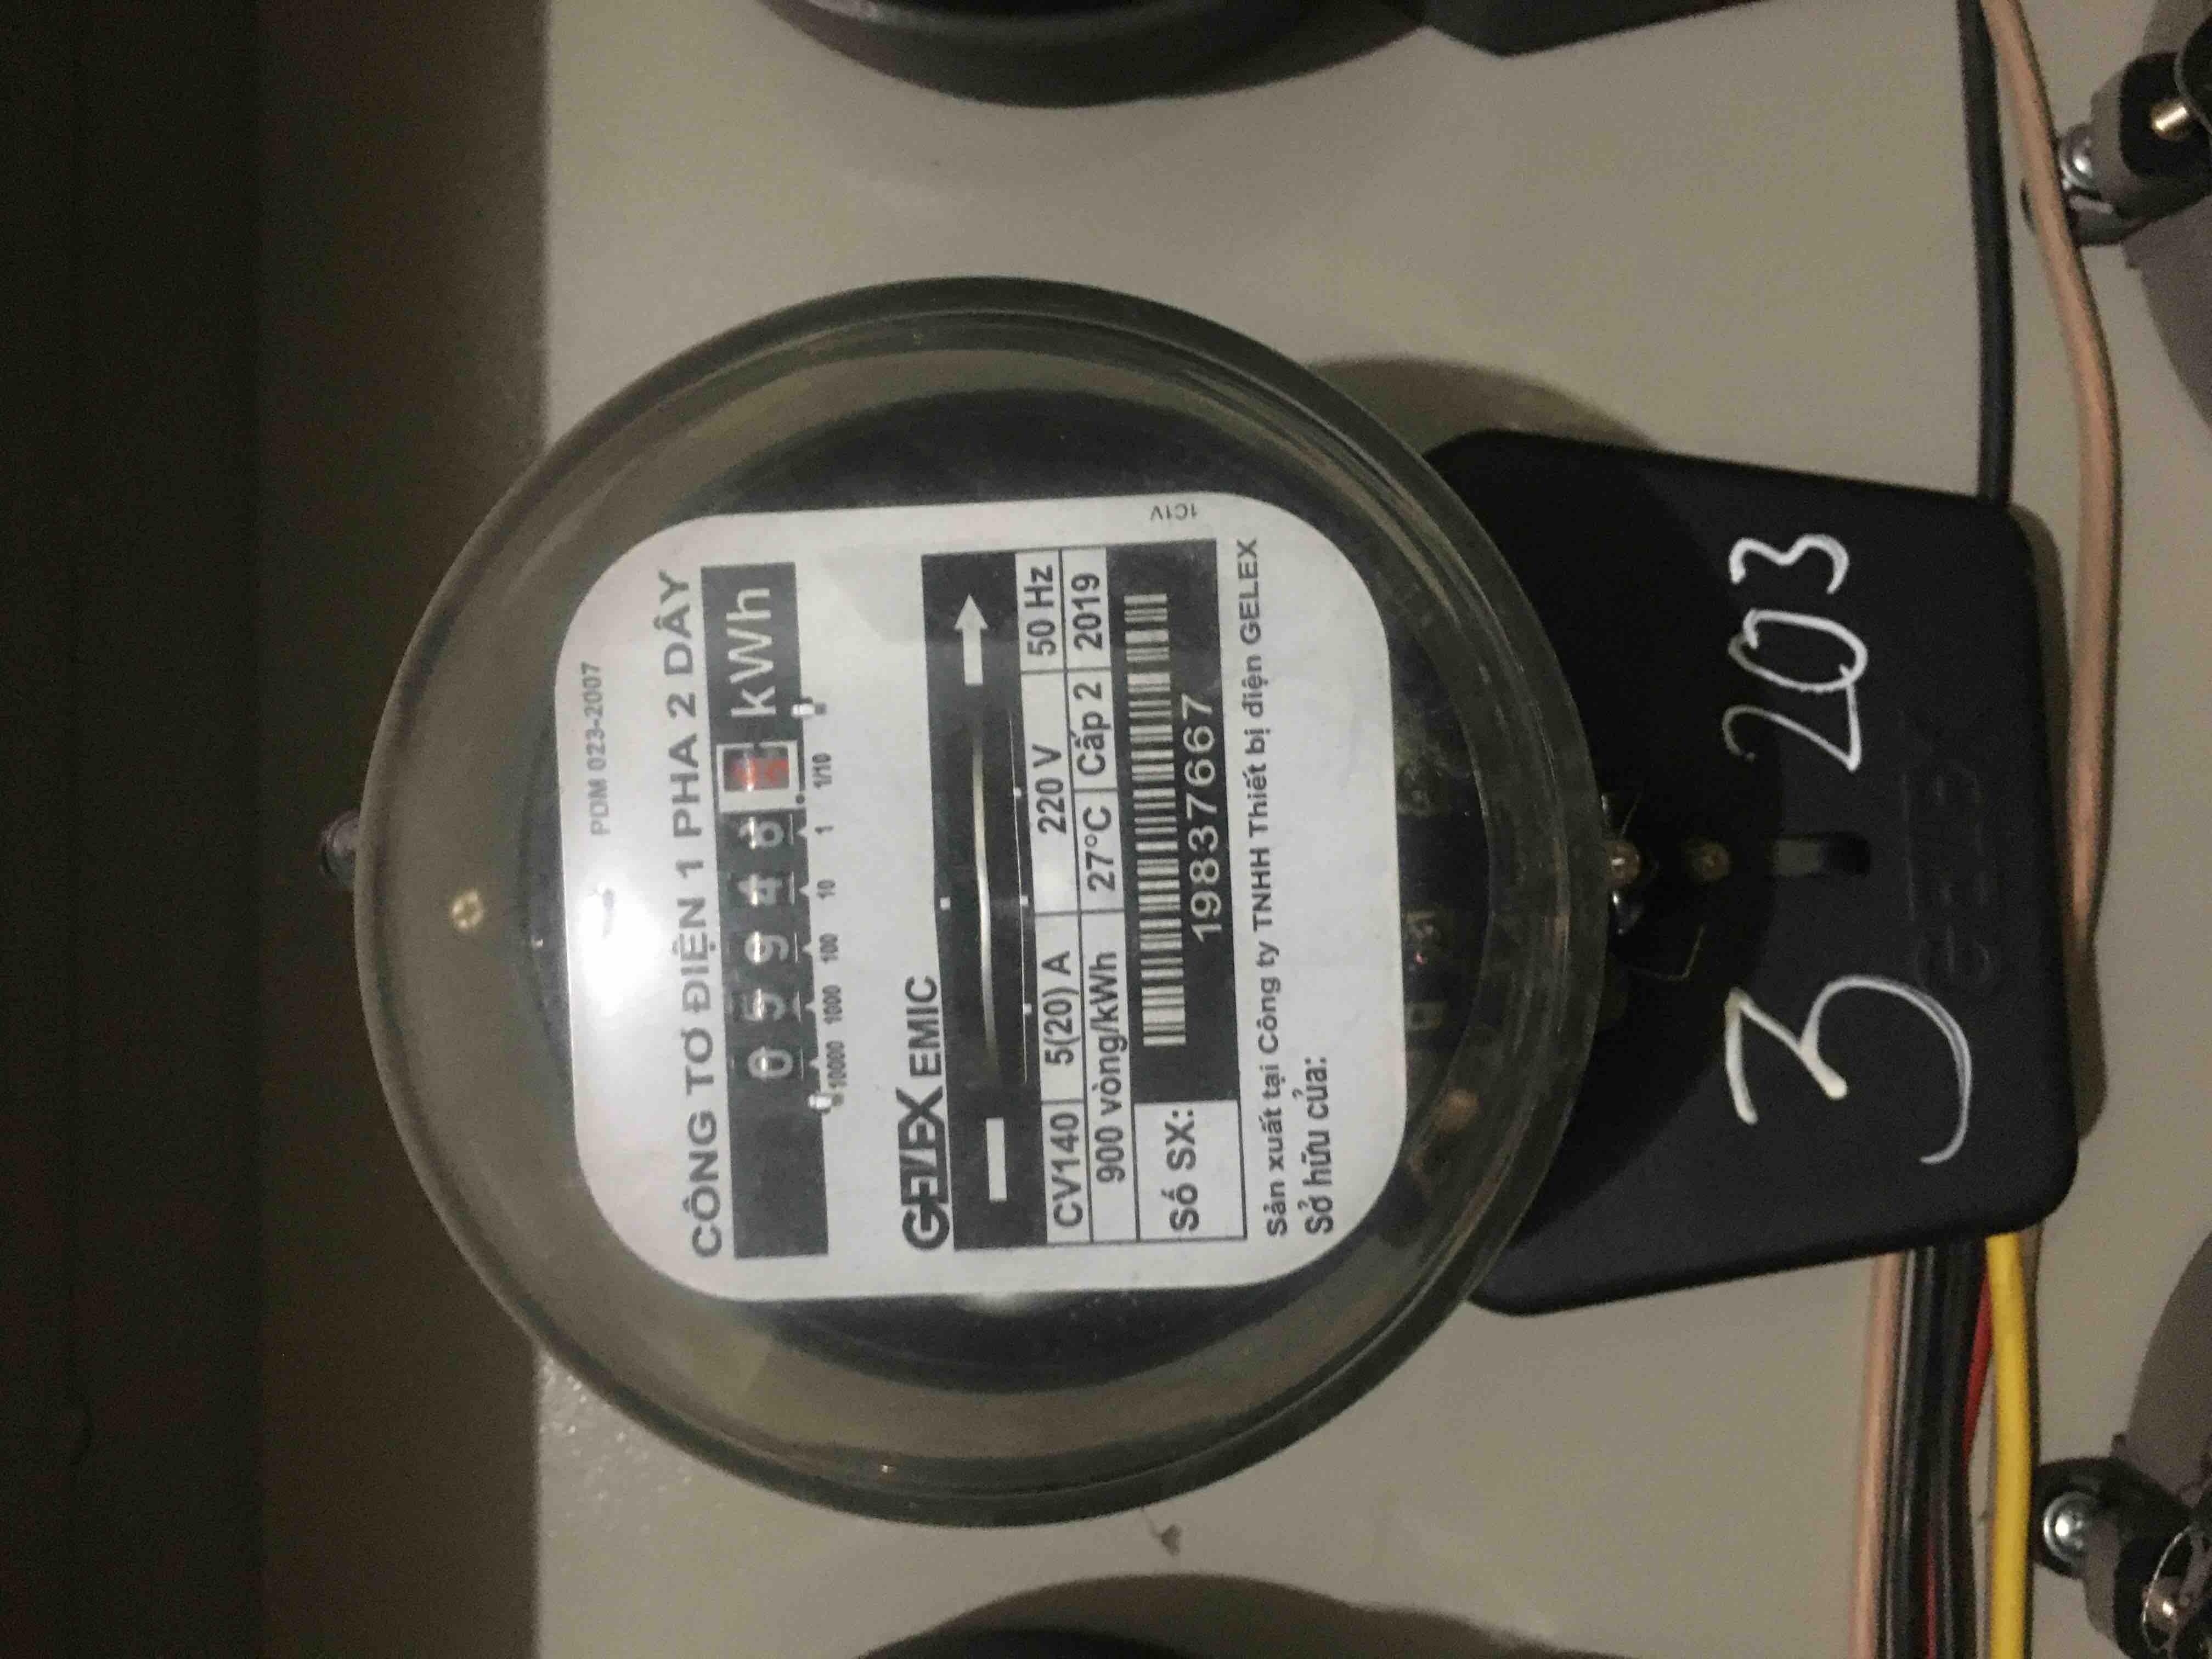 PDM 023-2007
CÔNG TƠ ĐIỆN 1 PHA 2 DÂY
0 5 9 4 6 kWh
10000 1000 100 10 1 1/10
GELEX EMIC
CV140 5(20) A 220 V 50 Hz
900 vòng/kWh 27°C Cấp 2 2019
Số SX: 19837667
Sản xuất tại Công ty TNHH Thiết bị điện GELEX
Sở hữu của:
1C1V
3 203